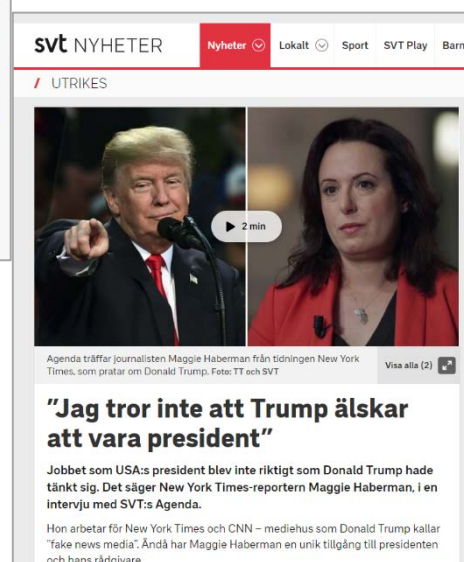 svt NYHETER
Nyheter Lokalt Sport SVT Play Barn
/ UTRIKES
2 min
Agenda träffar journalisten Maggie Haberman från tidningen New York
Times, som pratar om Donald Trump. Foto: TT och SVT
Visa alla (2)
"Jag tror inte att Trump älskar
att vara president"
Jobbet som USA:s president blev inte riktigt som Donald Trump hade
tänkt sig. Det säger New York Times-reportern Maggie Haberman, i en
intervju med SVT:s Agenda.
Hon arbetar för New York Times och CNN – mediehus som Donald Trump kallar
"fake news media". Ändå har Maggie Haberman en unik tillgång till presidenten
och hans rådgivare.